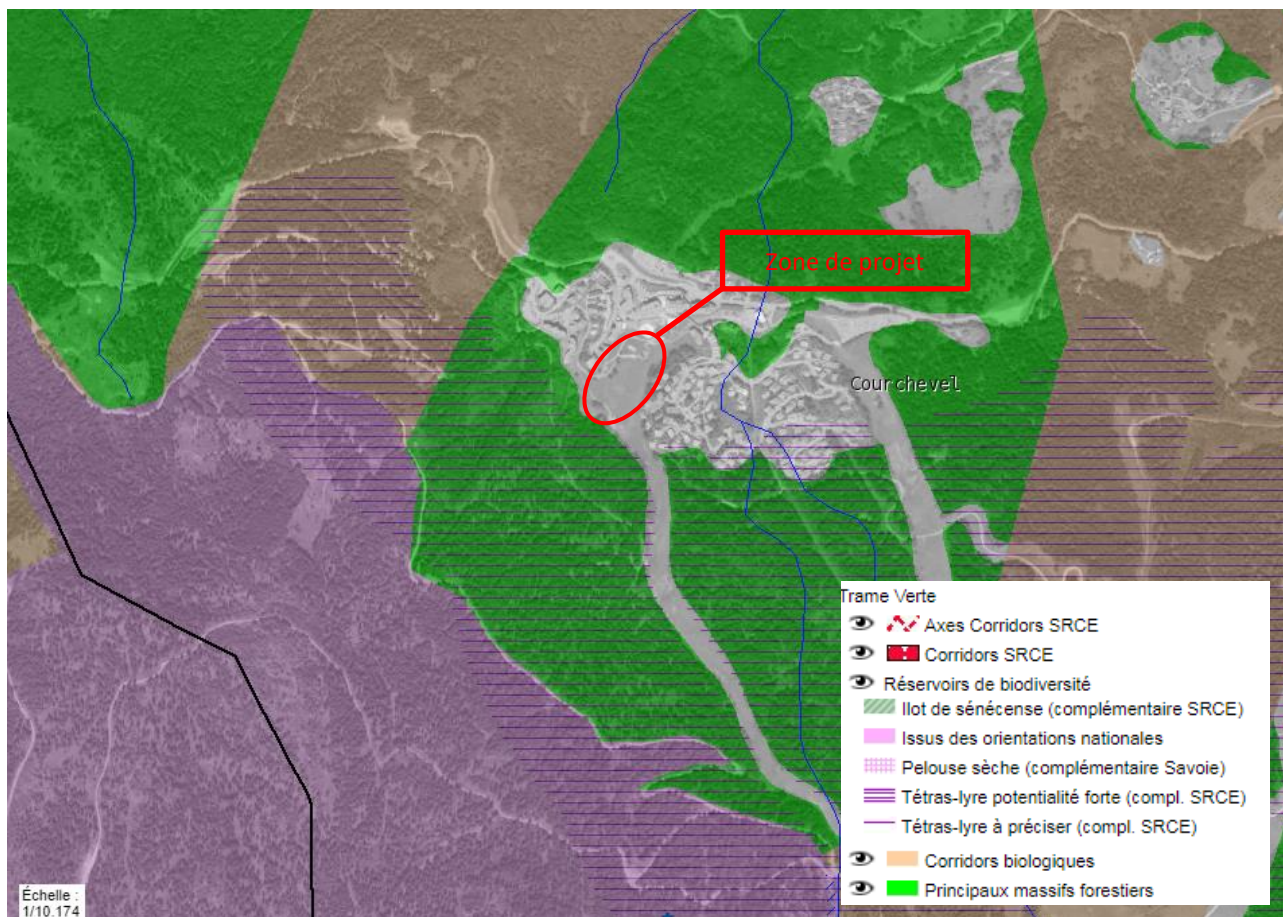 Zone de projet
Courchevel
Trame Verte
Axes Corridors SRCE
Corridors SRCE
Réservoirs de biodiversité
Ilot de sénécense (complémentaire SRCE)
Issus des orientations nationales
Pelouse sèche (complémentaire Savoie)
Tétras-lyre potentialité forte (compl. SRCE)
Tétras-lyre à préciser (compl. SRCE)
Corridors biologiques
Principaux massifs forestiers
Échelle :
1/10.174